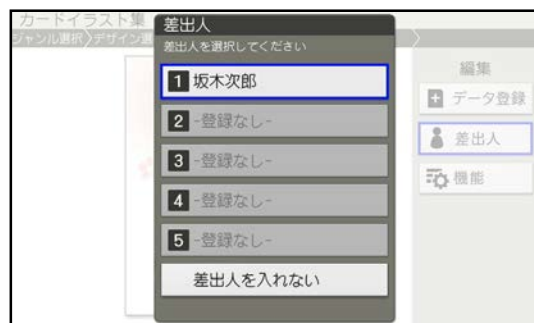 カードイラスト集
ジャンル選択〉デザイン選
差出人
差出人を選択してください
1 坂木次郎
2 -登録なし-
3 -登録なし-
4 -登録なし-
5 -登録なし-
差出人を入れない
編集
データ登録
差出人
機能